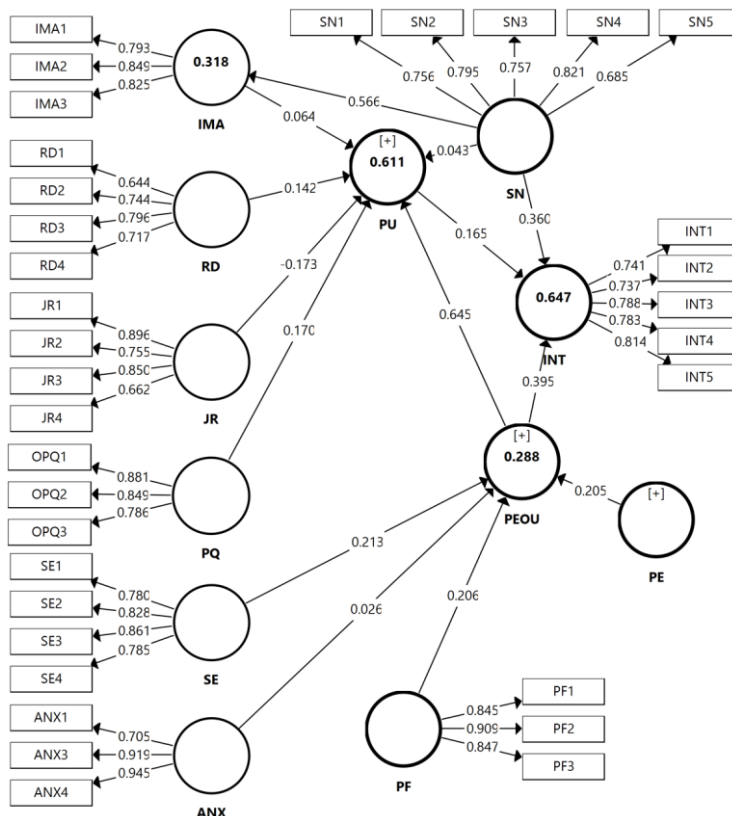 SN1 SN2 SN3 SN4 SN5
IMA1
IMA2
IMA3
0.793
0.849
0.825
0.318
IMA
0.756
0.795
0.757
0.821
0.685
SN
0.566
0.064
0.043
[+]
0.611
PU
RD1
RD2
RD3
RD4
0.644
0.744
0.796
0.717
RD
0.142
0.165
0.360
INT1
INT2
INT3
INT4
INT5
0.741
0.737
0.788
0.783
0.814
0.647
INT
JR1
JR2
JR3
JR4
0.896
0.755
0.850
0.662
JR
-0.173
0.170
0.645
0.395
OPQ1
OPQ2
OPQ3
0.881
0.849
0.786
PQ
[+]
0.288
PEOU
0.205
[+]
PE
SE1
SE2
SE3
SE4
0.780
0.828
0.861
0.785
SE
0.213
0.026
0.206
ANX1
ANX3
ANX4
0.705
0.919
0.945
ANX
PF
0.845
0.909
0.847
PF1
PF2
PF3